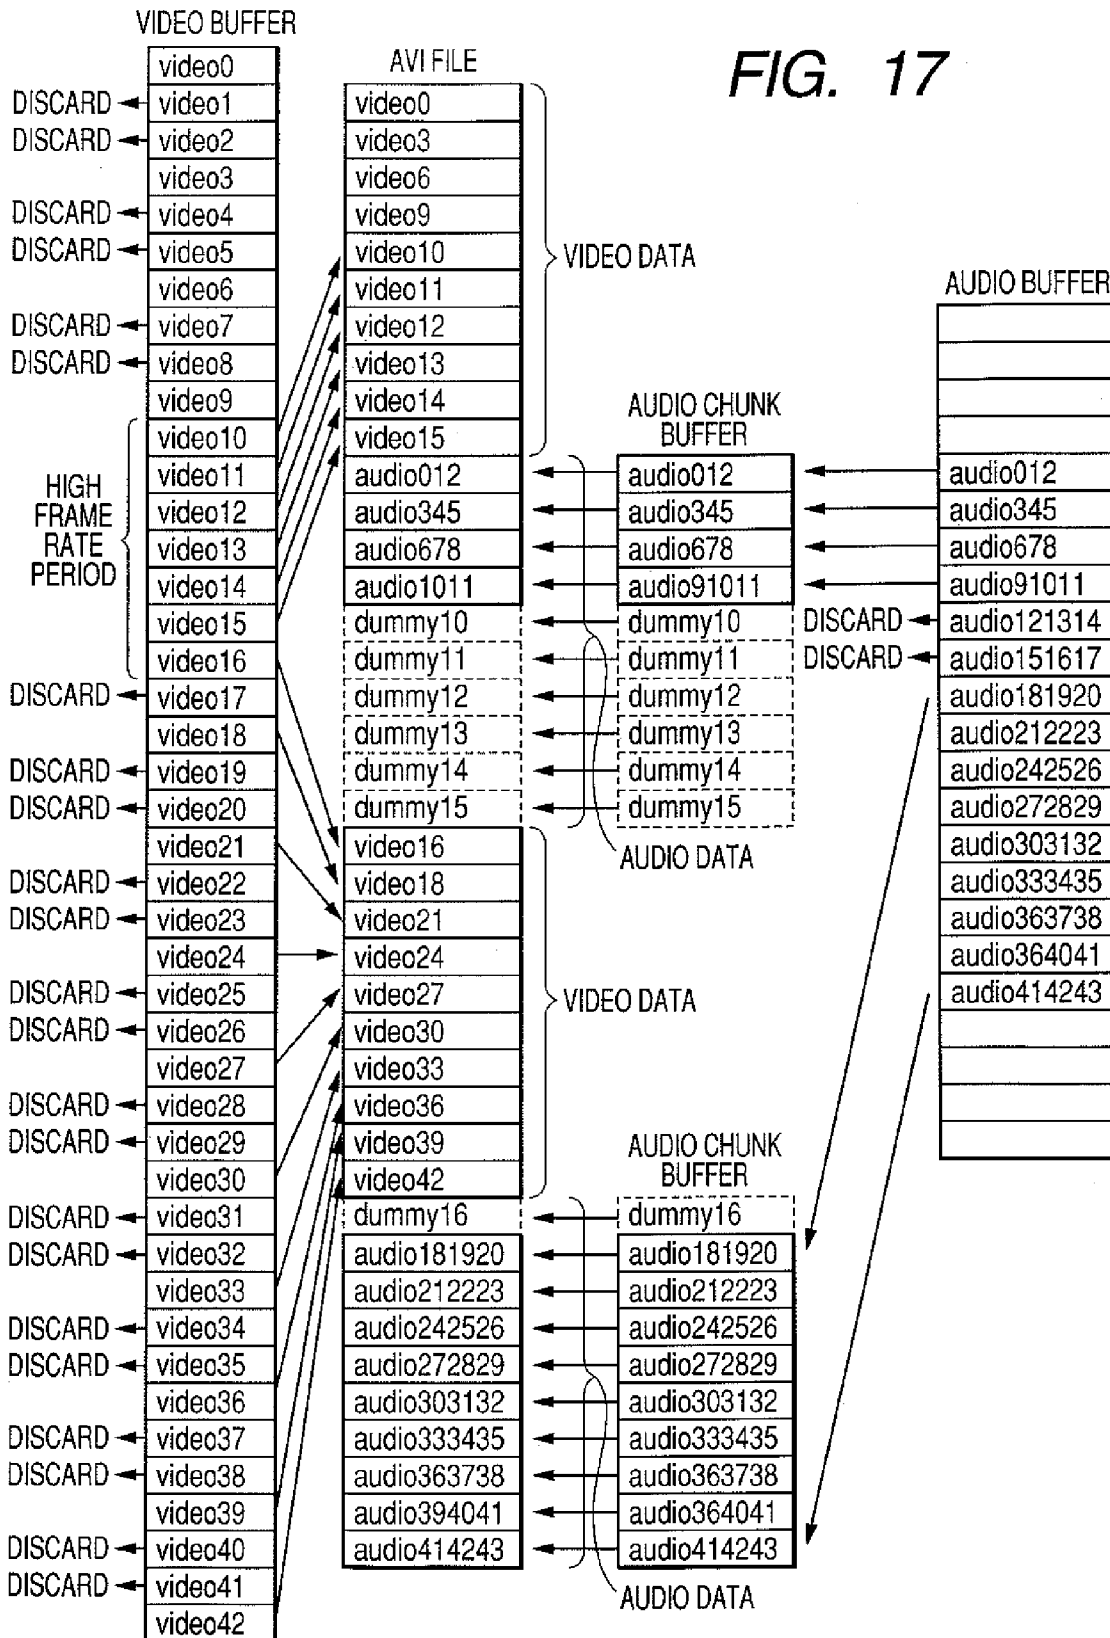 FIG. 17
VIDEO BUFFER
video0
DISCARD video1
DISCARD video2
video3
DISCARD video4
DISCARD video5
video6
DISCARD video7
DISCARD video8
video9
HIGH
FRAME
RATE
PERIOD
video10
video11
video12
video13
video14
video15
video16
DISCARD video17
video18
DISCARD video19
DISCARD video20
video21
DISCARD video22
DISCARD video23
video24
DISCARD video25
DISCARD video26
video27
DISCARD video28
DISCARD video29
video30
DISCARD video31
DISCARD video32
video33
DISCARD video34
DISCARD video35
video36
DISCARD video37
DISCARD video38
video39
DISCARD video40
DISCARD video41
video42
AVI FILE
video0
video3
video6
video9
video10
video11
video12
video13
video14
video15
VIDEO DATA
audio012
audio345
audio678
audio1011
dummy10
dummy11
dummy12
dummy13
dummy14
dummy15
AUDIO DATA
video16
video18
video21
video24
video27
video30
video33
video36
video39
video42
VIDEO DATA
dummy16
audio181920
audio212223
audio242526
audio272829
audio303132
audio333435
audio363738
audio394041
audio414243
AUDIO DATA
AUDIO CHUNK
BUFFER
audio012
audio345
audio678
audio91011
dummy10
dummy11
dummy12
dummy13
dummy14
dummy15
AUDIO CHUNK
BUFFER
dummy16
audio181920
audio212223
audio242526
audio272829
audio303132
audio333435
audio363738
audio364041
audio414243
AUDIO BUFFER
audio012
audio345
audio678
audio91011
DISCARD audio121314
DISCARD audio151617
audio181920
audio212223
audio242526
audio272829
audio303132
audio333435
audio363738
audio364041
audio414243